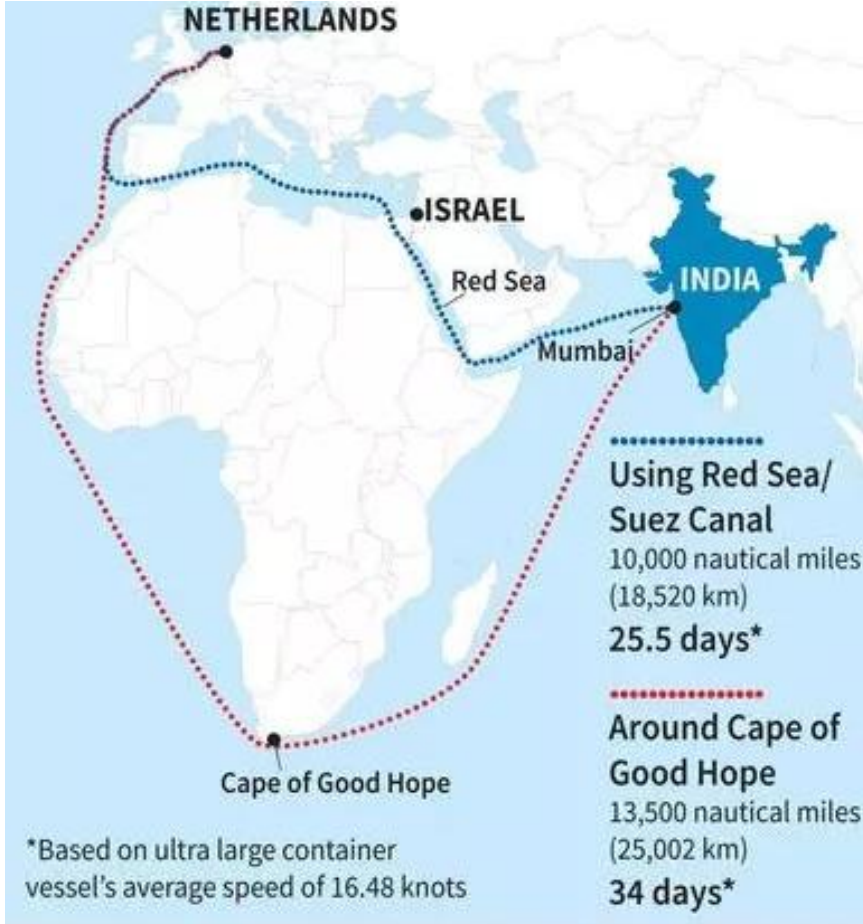 NETHERLANDS
ISRAEL
Red Sea
INDIA
Mumbai
Using Red Sea/
Suez Canal
10,000 nautical miles
(18,520 km)
25.5 days*
Around Cape of
Good Hope
13,500 nautical miles
(25,002 km)
34 days*
Cape of Good Hope
*Based on ultra large container
vessel's average speed of 16.48 knots